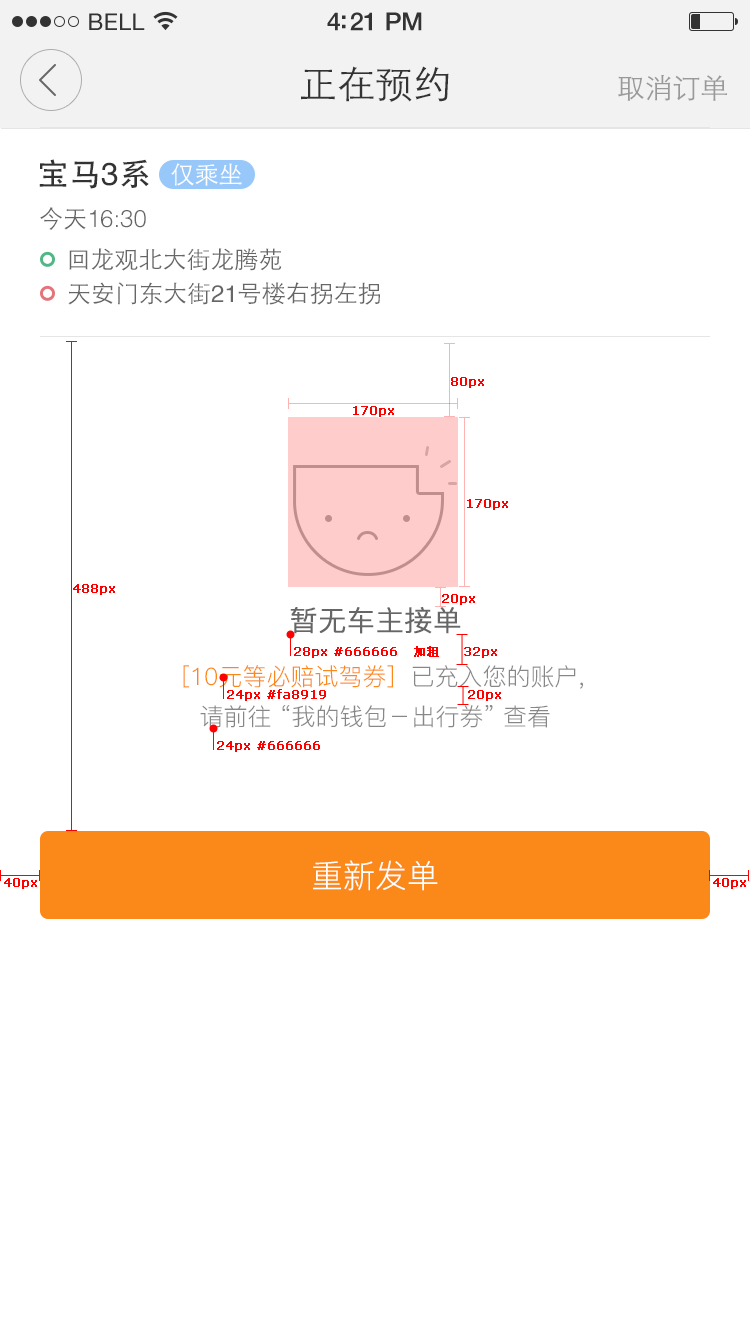 BELL 4:21 PM
正在预约 取消订单
宝马3系 仅乘坐
今天16:30
回龙观北大街龙腾苑
天安门东大街21号楼右拐左拐
80px
170px
170px
488px
20px
暂无车主接单
28px #666666 加粗 32px
[10元等必赔试驾券] 已充入您的账户,
24px #fa8919 20px
请前往 “我的钱包－出行券” 查看
24px #666666
重新发单
40px 40px